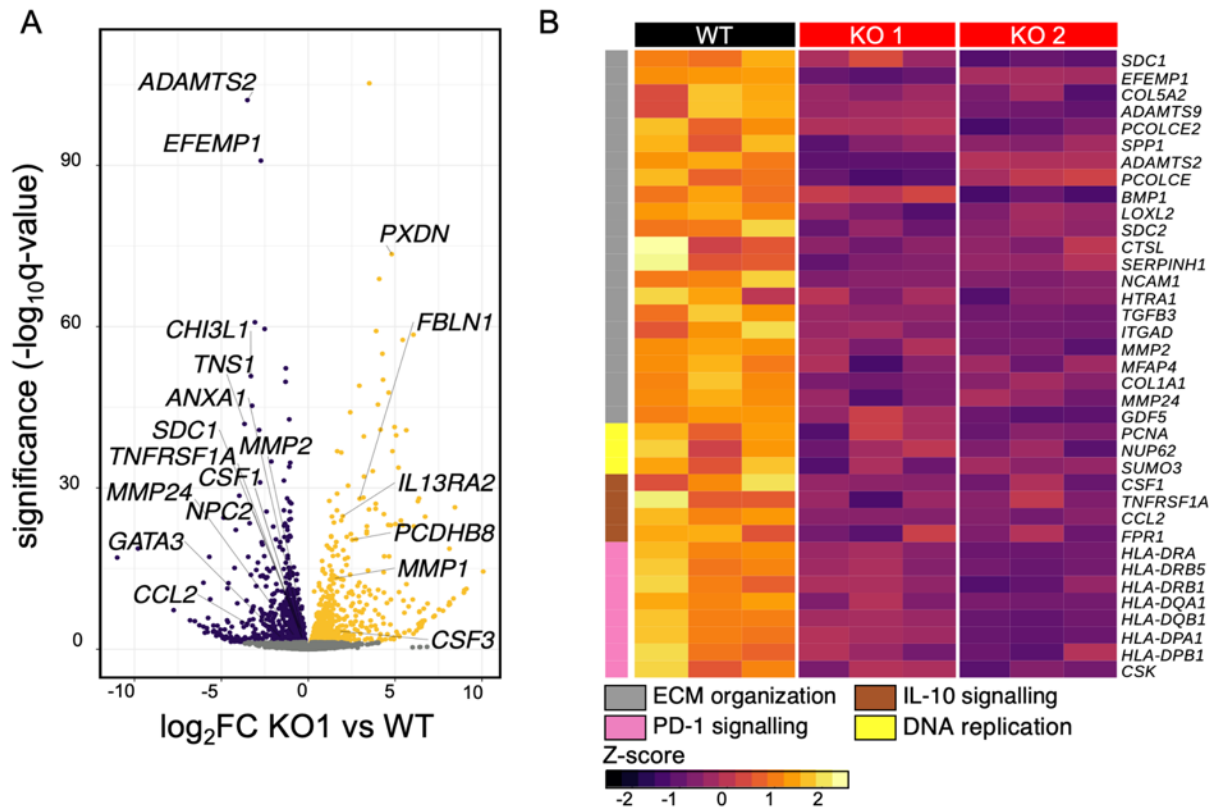 A
ADAMTS2
EFEMP1
PXDN
FBLN1
CHI3L1
TNS1
ANXA1
SDC1
MMP2
TNFRSF1A
CSF1
MMP24
NPC2
GATA3
CCL2
IL13RA2
PCDHB8
MMP1
CSF3
90
60
30
0
-10 -5 0 5 10
significance (-log10q-value)
log2FC KO1 vs WT
B
WT KO 1 KO 2
SDC1
EFEMP1
COL5A2
ADAMTS9
PCOLCE2
SPP1
ADAMTS2
PCOLCE
BMP1
LOXL2
SDC2
CTSL
SERPINH1
NCAM1
HTRA1
TGFB3
ITGAD
MMP2
MFAP4
COL1A1
MMP24
GDF5
PCNA
NUP62
SUMO3
CSF1
TNFRSF1A
CCL2
FPR1
HLA-DRA
HLA-DRB5
HLA-DRB1
HLA-DQA1
HLA-DQB1
HLA-DPA1
HLA-DPB1
CSK
ECM organization IL-10 signalling
PD-1 signalling DNA replication
Z-score
-2 -1 0 1 2